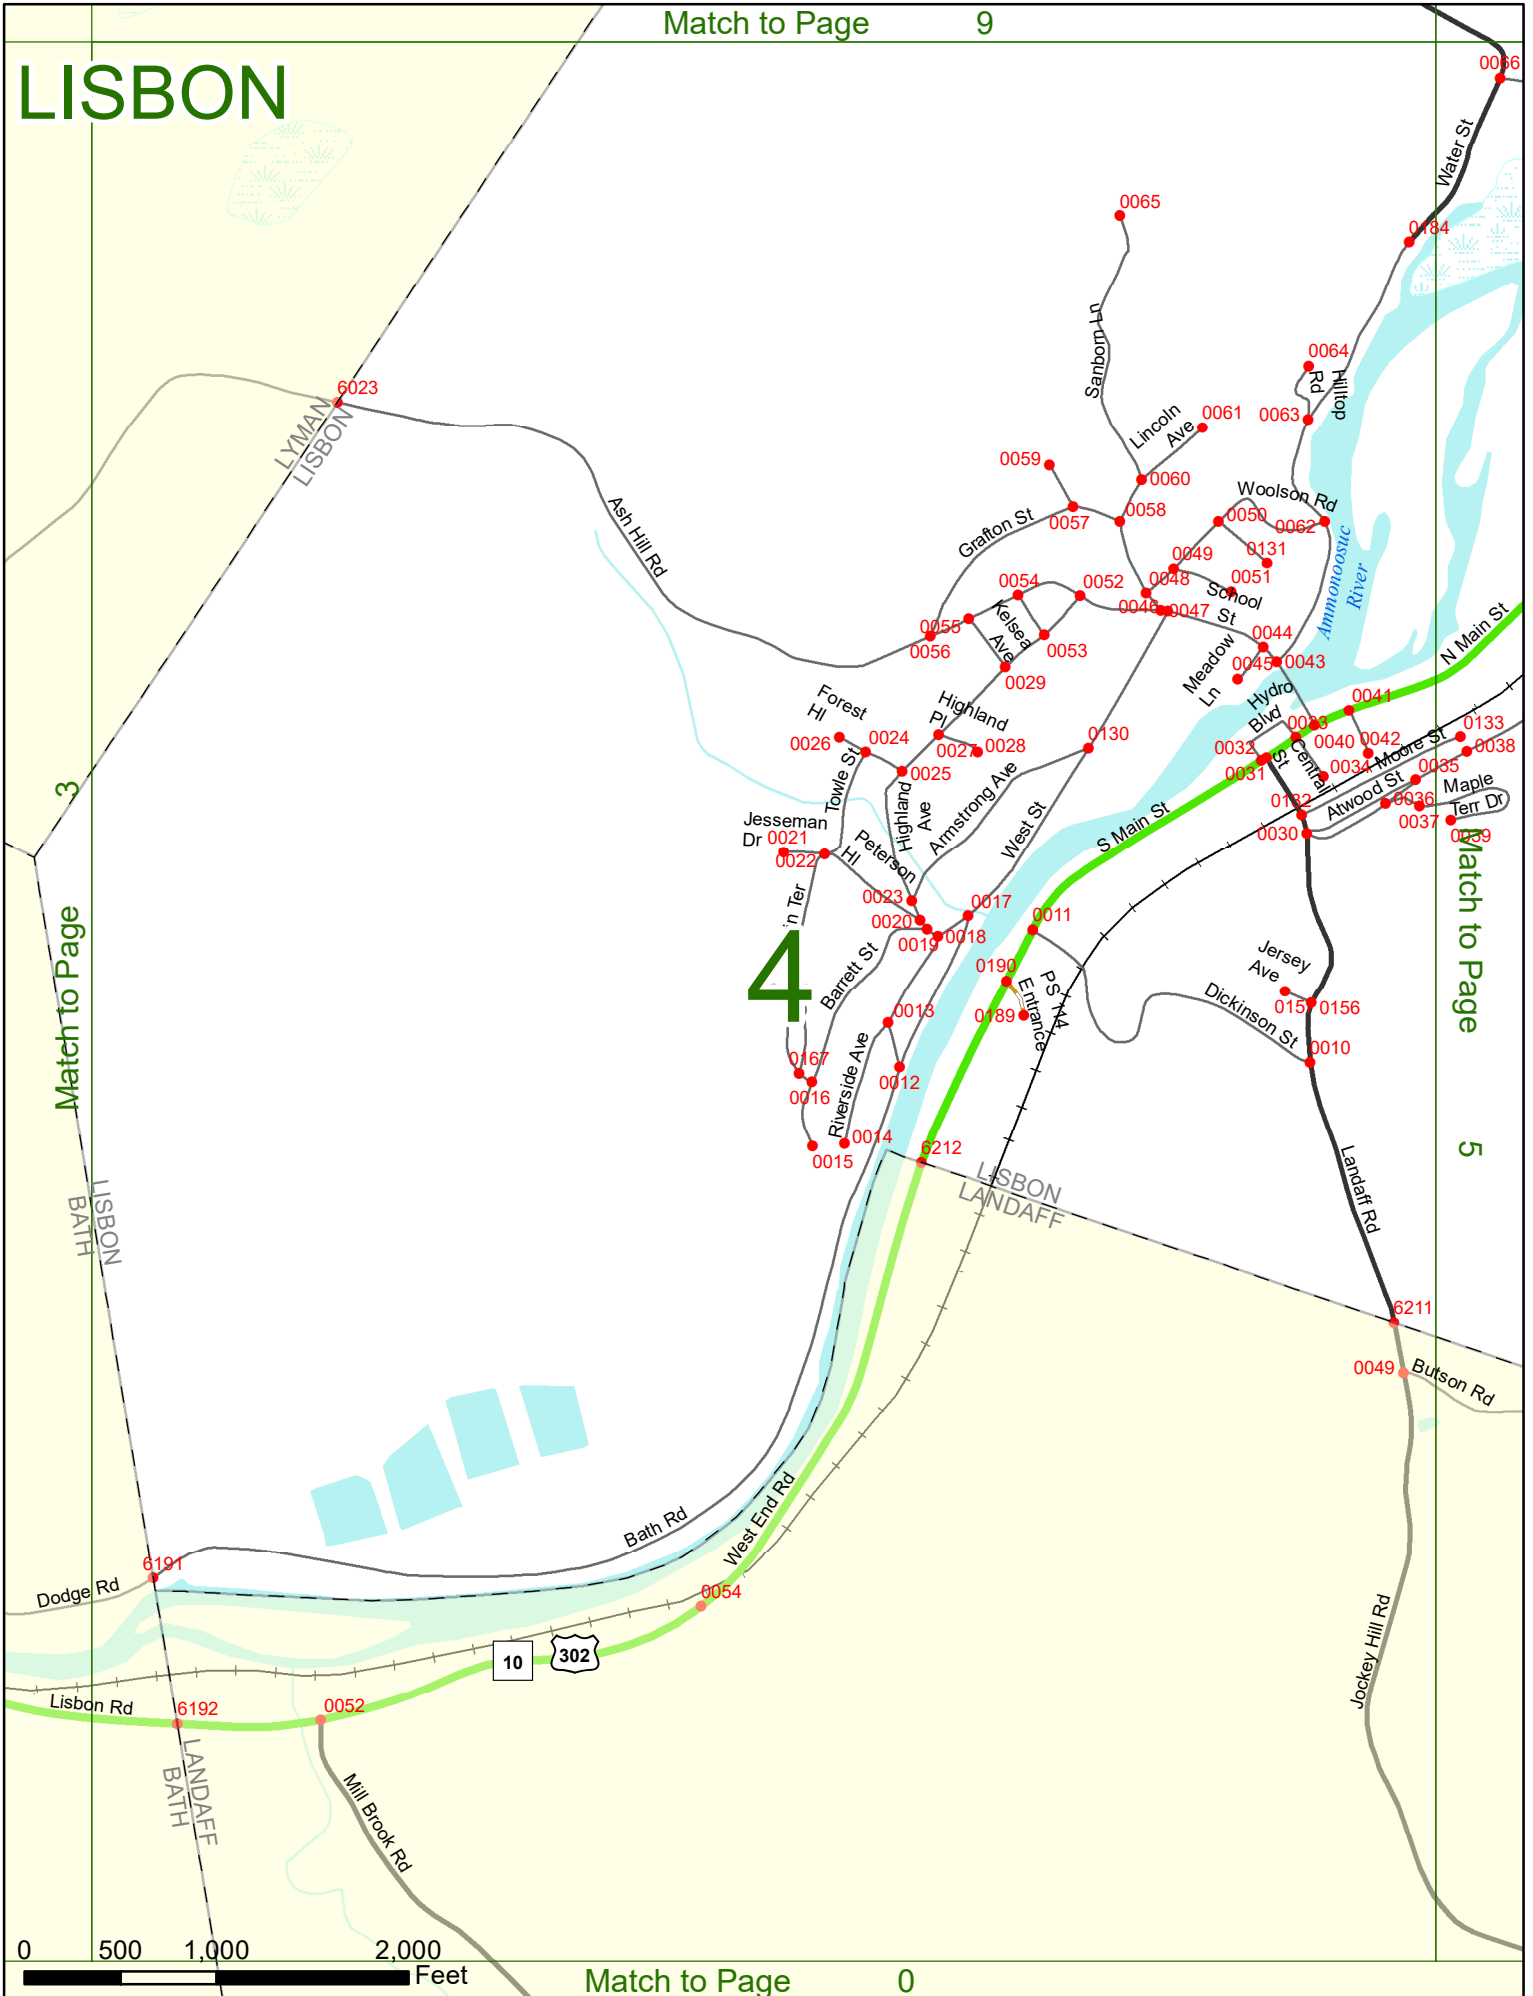 Match to Page 9
LISBON
0066
Water St
0184
0065
Sanborn Ln
0064
Hilltop
Rd
0063
6023
LYMAN
LISBON
Lincoln
Ave
0061
0059
0060
Ash Hill Rd
Grafton St
0057
0058
Woolson Rd
0050
0062
0131
0049
0051
Ammonoosuc
River
0054
0052
0048
School
St
0046
0047
Kelsea
Ave
0055
0056
0053
0044
0045
0043
N Main St
Meadow
Ln
0029
Forest
Hl
Highland
Pl
Hydro
Blvd
0041
0026
0024
0027
0028
0130
0033
0040
0042
0133
0038
Moore St
0032
0031
Central
St
0034
0035
0025
Towle St
Highland
Ave
Armstrong Ave
West St
S Main St
0132
Atwood St
0036
Maple
Terr Dr
0037
0039
0030
Jesseman
Dr
0021
0022
Peterson
Hl
3
Match to Page
Match to Page
5
0023
0017
0020
0019
0018
0011
4
Barrett St
0190
PS 714
Entrance
0189
Jersey
Ave
0157
0156
Dickinson St
0010
0013
0167
0016
Riverside Ave
0012
0014
0015
6212
LISBON
LANDAFF
Landaff Rd
LISBON
BATH
6211
0049
Butson Rd
Bath Rd
West End Rd
6191
Dodge Rd
0054
10
302
Jockey Hill Rd
Lisbon Rd
6192
0052
LANDAFF
BATH
Mill Brook Rd
0 500 1,000 2,000
Feet
Match to Page 0